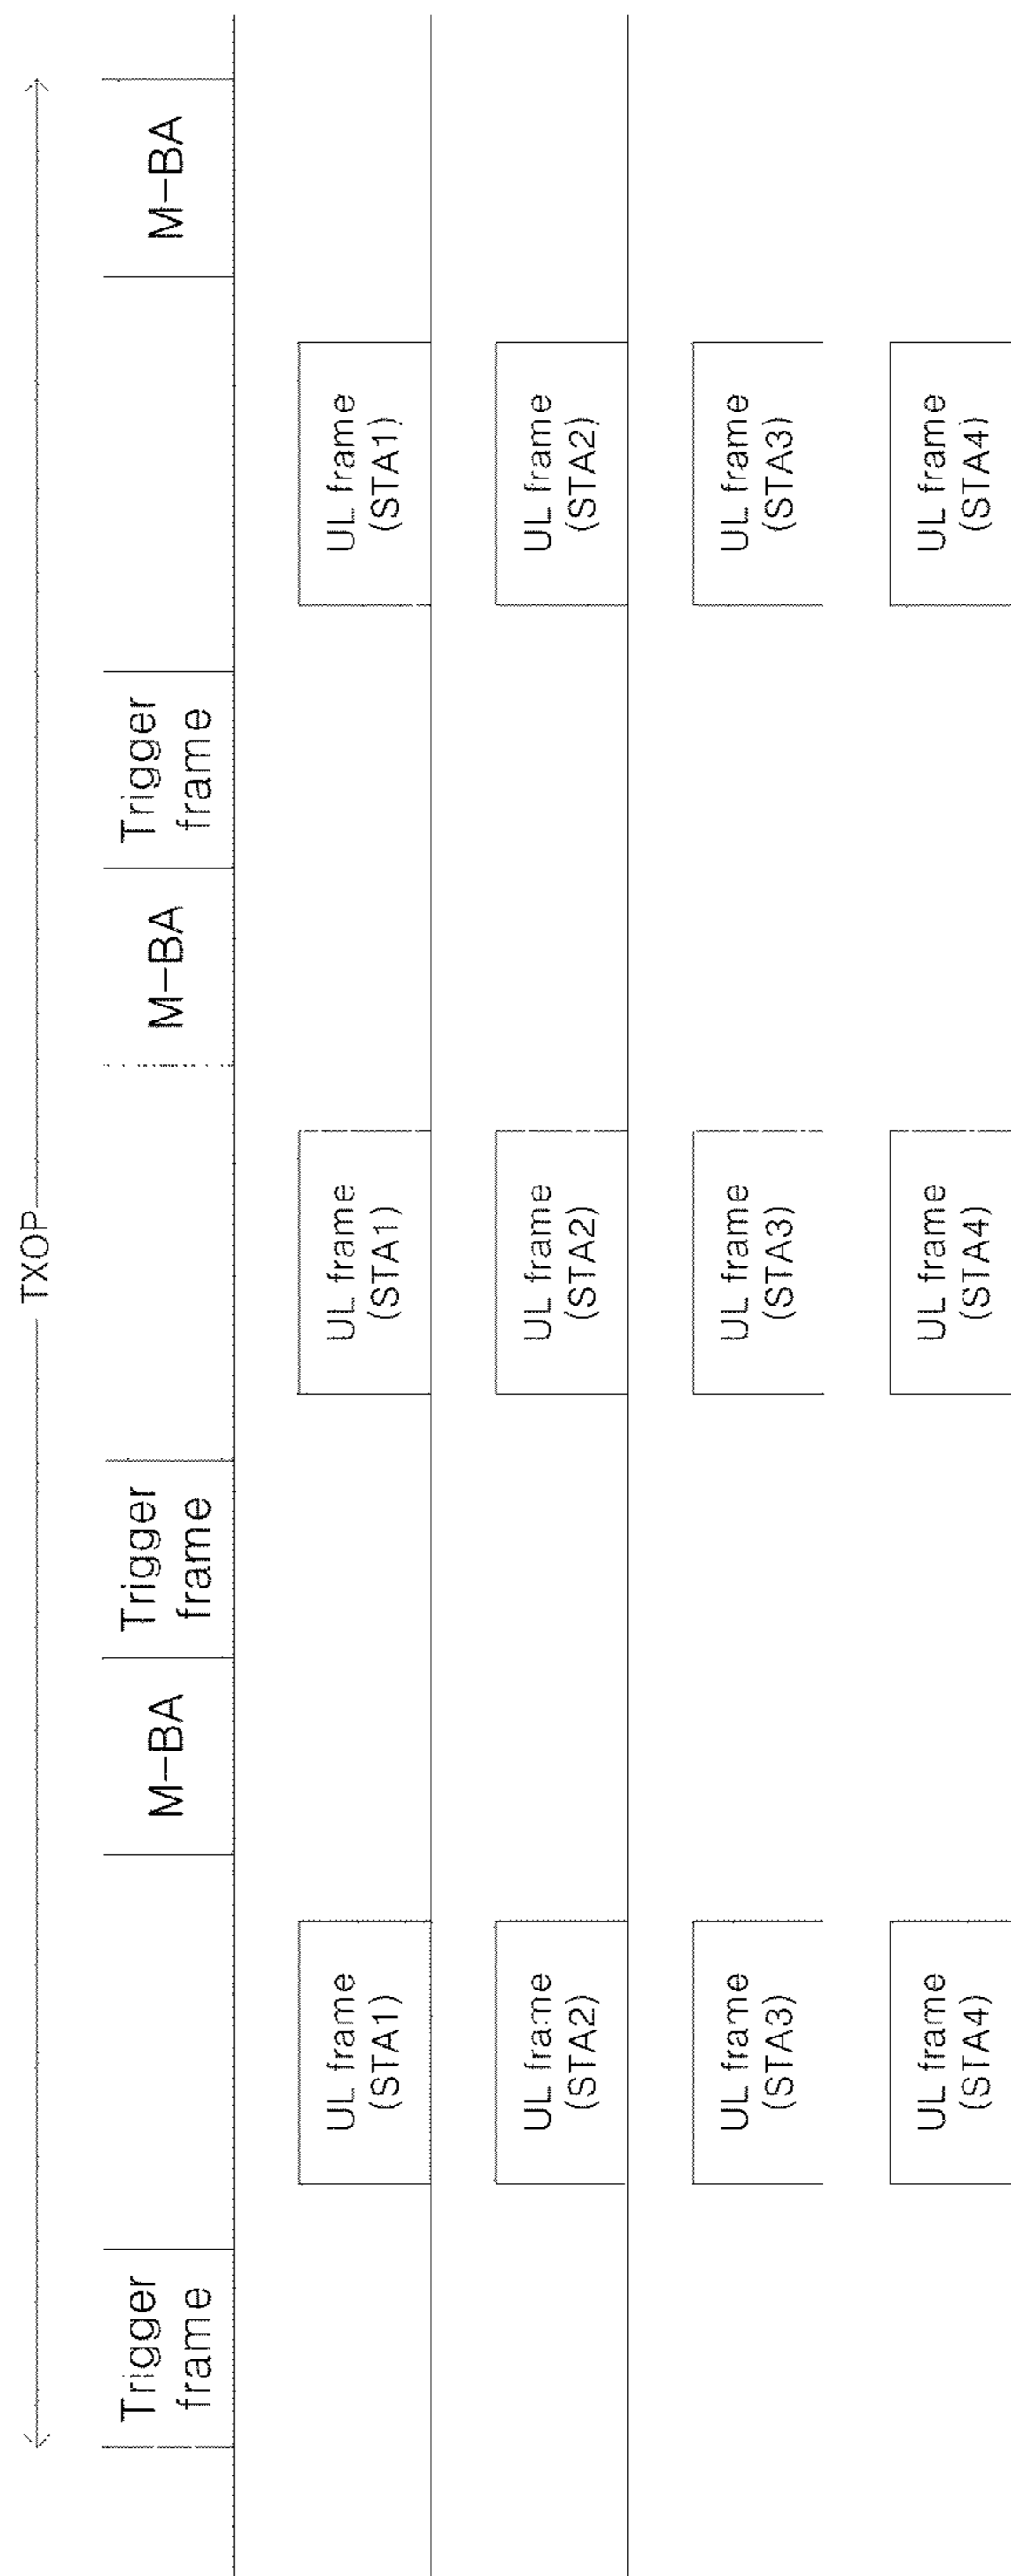 TXOP
Trigger
frame
M-BA
Trigger
frame
M-BA
Trigger
frame
M-BA
UL frame
(STA1)
UL frame
(STA1)
UL frame
(STA1)
UL frame
(STA2)
UL frame
(STA2)
UL frame
(STA2)
UL frame
(STA3)
UL frame
(STA3)
UL frame
(STA3)
UL frame
(STA4)
UL frame
(STA4)
UL frame
(STA4)